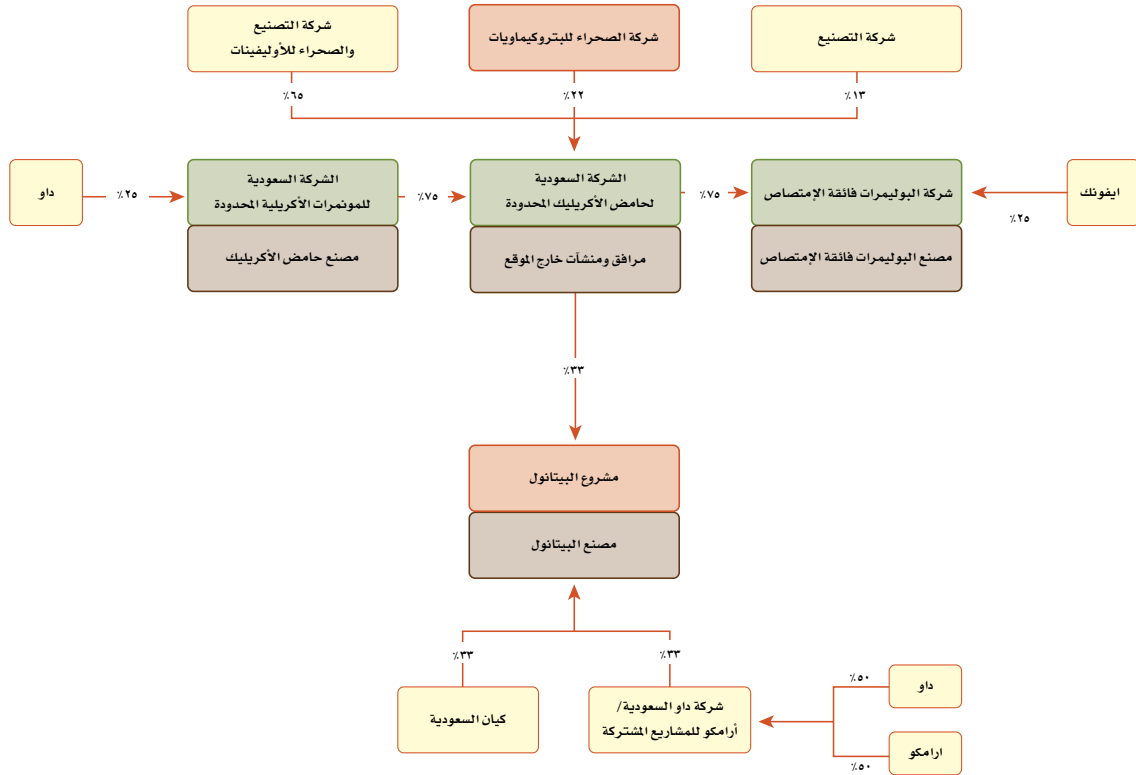 شركة التصنيع
شركة الصحراء للبتروكيماويات
شركة التصنيع
والصحراء للأوليفينات
٪١٣
٪٢٢
٪٦٥
ايفونك
٪٢٥
شركة البوليمرات فائقة الإمتصاص
مصنع البوليمرات فائقة الإمتصاص
٪٧٥
الشركة السعودية
لحامض الأكريليك المحدودة
مرافق ومنشآت خارج الموقع
٪٧٥
الشركة السعودية
للمونمرات الأكريلية المحدودة
مصنع حامض الأكريليك
٪٢٥
داو
٪٣٣
مشروع البيتانول
مصنع البيتانول
٪٣٣
٪٣٣
داو
٪٥٠
ارامكو
٪٥٠
شركة داو السعودية/
أرامكو للمشاريع المشتركة
كيان السعودية